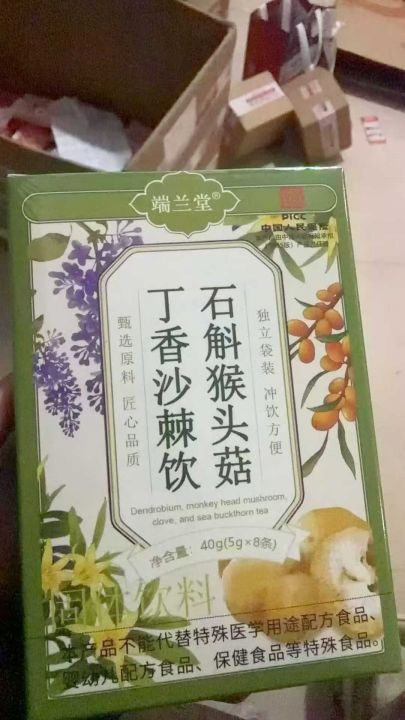 端兰堂®
PICC
中国人民保险
石斛猴头菇
丁香沙棘饮
独立袋装 冲饮方便
甄选原料 匠心品质
Dendrobium, monkey head mushroom,
clove, and sea buckthorn tea
净含量: 40g(5g×8条)
固体饮料
本产品不能代替特殊医学用途配方食品、
婴幼儿配方食品、保健食品等特殊食品。